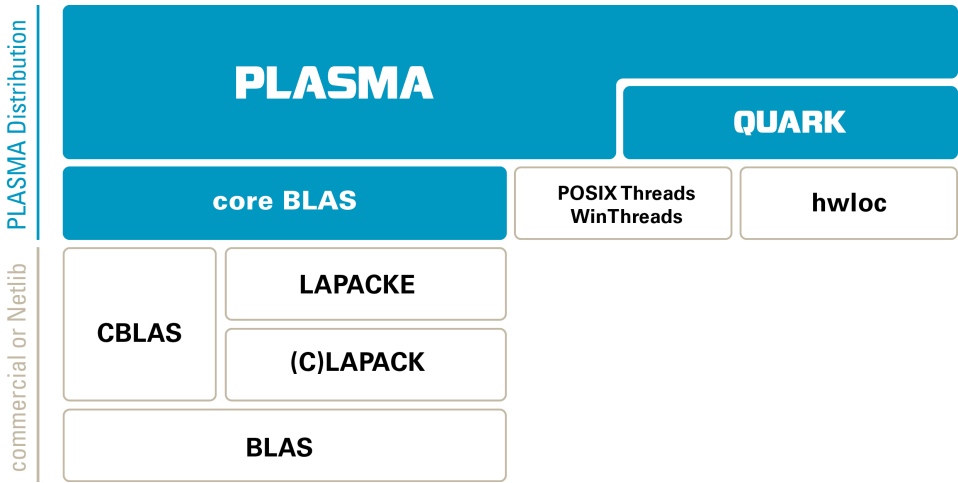 PLASMA Distribution
PLASMA
QUARK
core BLAS
POSIX Threads
WinThreads
hwloc
commercial or Netlib
CBLAS
LAPACKE
(C)LAPACK
BLAS